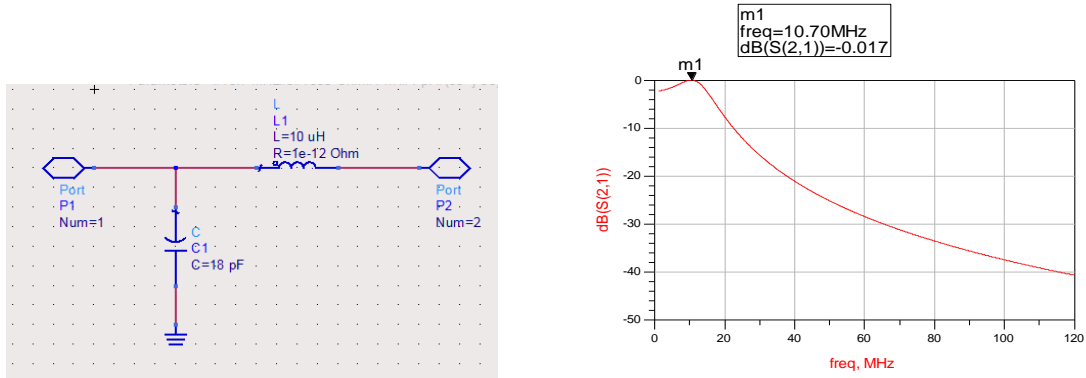 L
L1
L=10 uH
R=1e-12 Ohm
Port
P1
Num=1
Port
P2
Num=2
C
C1
C=18 pF
m1
freq=10.70MHz
dB(S(2,1))=-0.017
m1
dB(S(2,1))
0
-10
-20
-30
-40
-50
0
20
40
60
80
100
120
freq, MHz